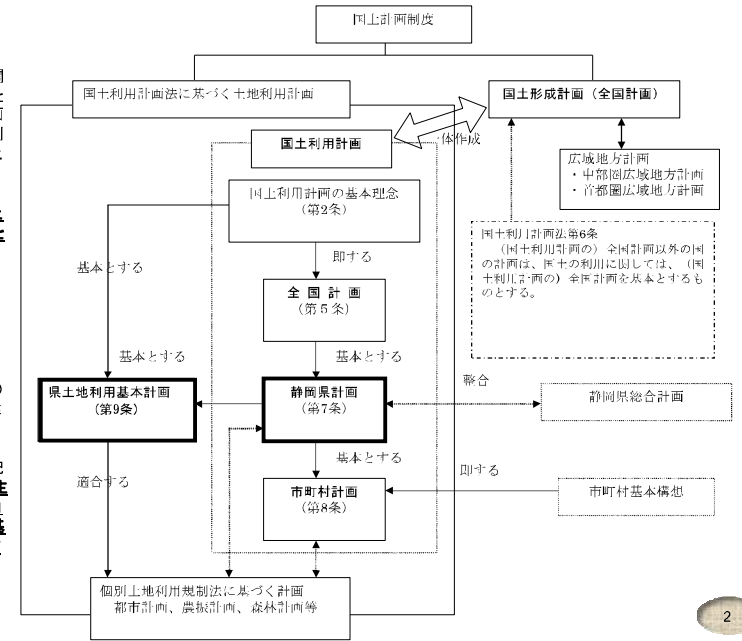 国土計画制度
国土利用計画法に基づく土地利用計画
国土形成計画（全国計画）
一体作成
国土利用計画
広域地方計画
・中部圏広域地方計画
・首都圏広域地方計画
国土利用計画の基本理念
（第2条）
国土利用計画法第6条
（国土利用計画の）全国計画以外の国
の計画は、国土の利用に関しては、（国
土利用計画の）全国計画を基本とするも
のとする。
基本とする
即する
全国計画
（第５条）
基本とする
基本とする
県土地利用基本計画
（第9条）
静岡県計画
（第7条）
整合
静岡県総合計画
適合する
基本とする
即する
市町村計画
（第8条）
市町村基本構想
個別土地利用規制法に基づく計画
都市計画、農振計画、森林計画等
2